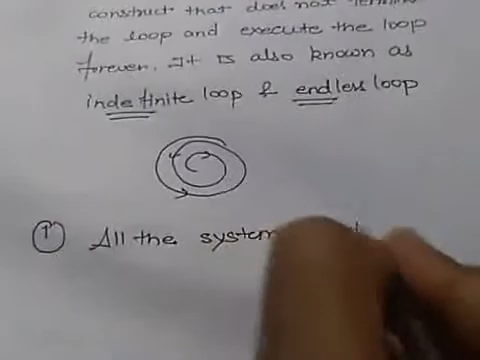 construct that does not
the loop and execute the loop
forever. It is also known as
indefinite loop & endless loop
1 All the system